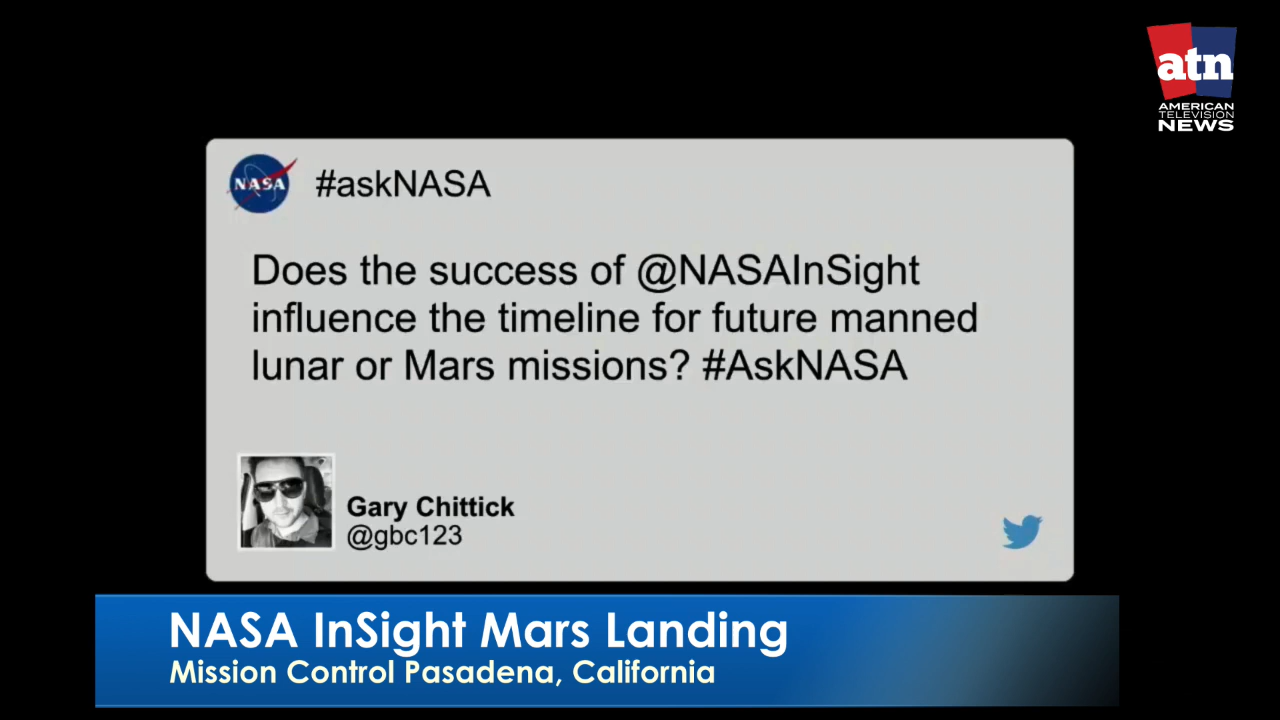 atn
AMERICAN
TELEVISION
NEWS
NASA
#askNASA
Does the success of @NASAInSight
influence the timeline for future manned
lunar or Mars missions? #AskNASA
Gary Chittick
@gbc123
NASA InSight Mars Landing
Mission Control Pasadena, California